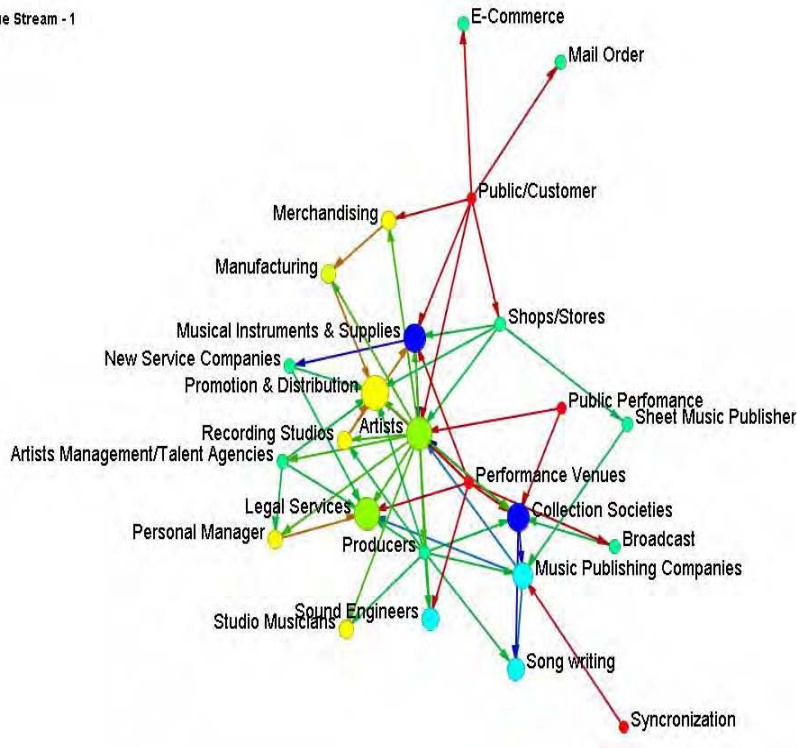 e Stream - 1
E-Commerce
Mail Order
Public/Customer
Merchandising
Manufacturing
Shops/Stores
Musical Instruments & Supplies
New Service Companies
Promotion & Distribution
Public Perfomance
Sheet Music Publisher
Artists
Recording Studios
Artists Management/Talent Agencies
Performance Venues
Legal Services
Collection Societies
Personal Manager
Producers
Broadcast
Music Publishing Companies
Sound Engineers
Studio Musicians
Song writing
Syncronization